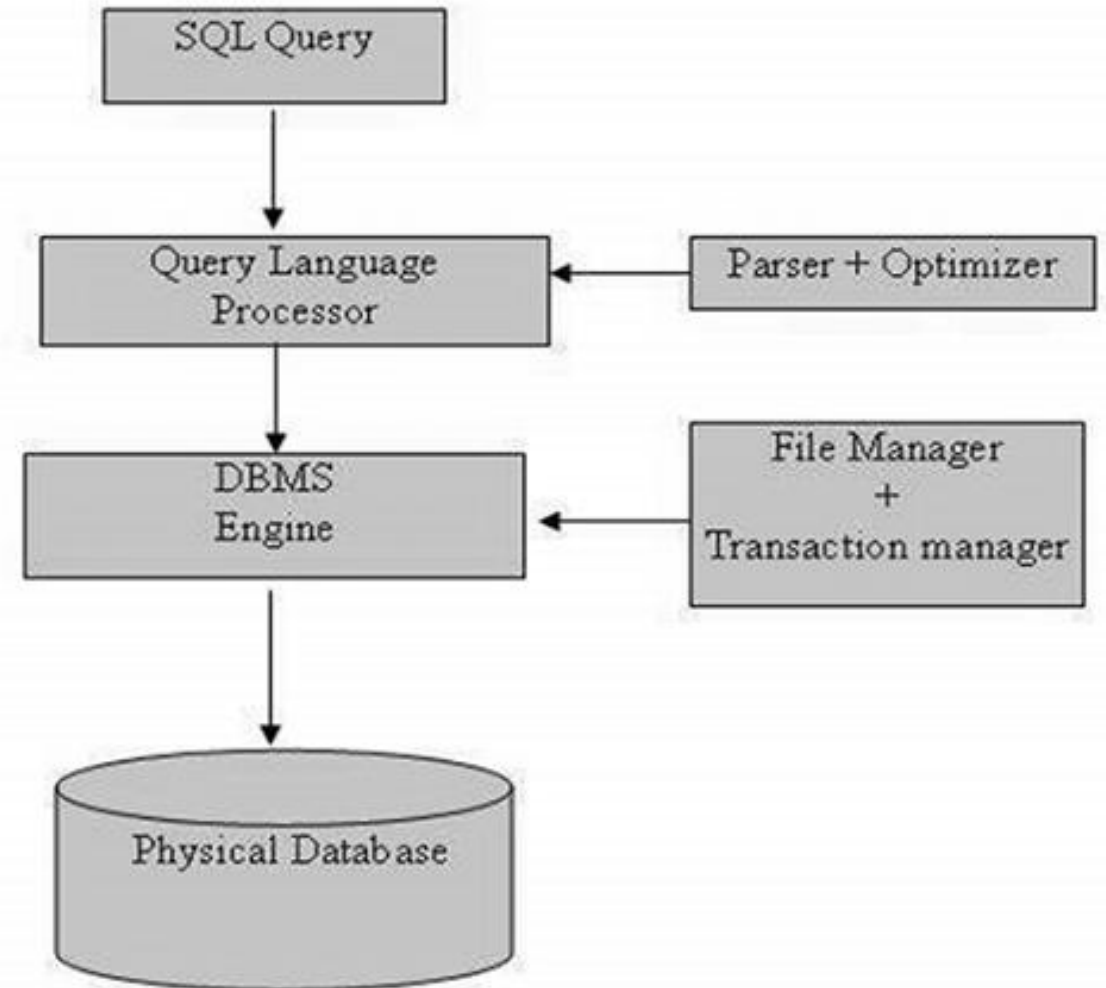 SQL Query
Query Language
Processor
Parser + Optimizer
DBMS
Engine
File Manager
+
Transaction manager
Physical Database